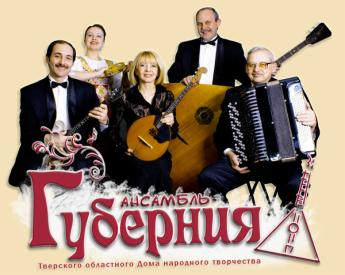 АНСАМБЛЬ
Губерния
Тверского областного Дома народного творчества